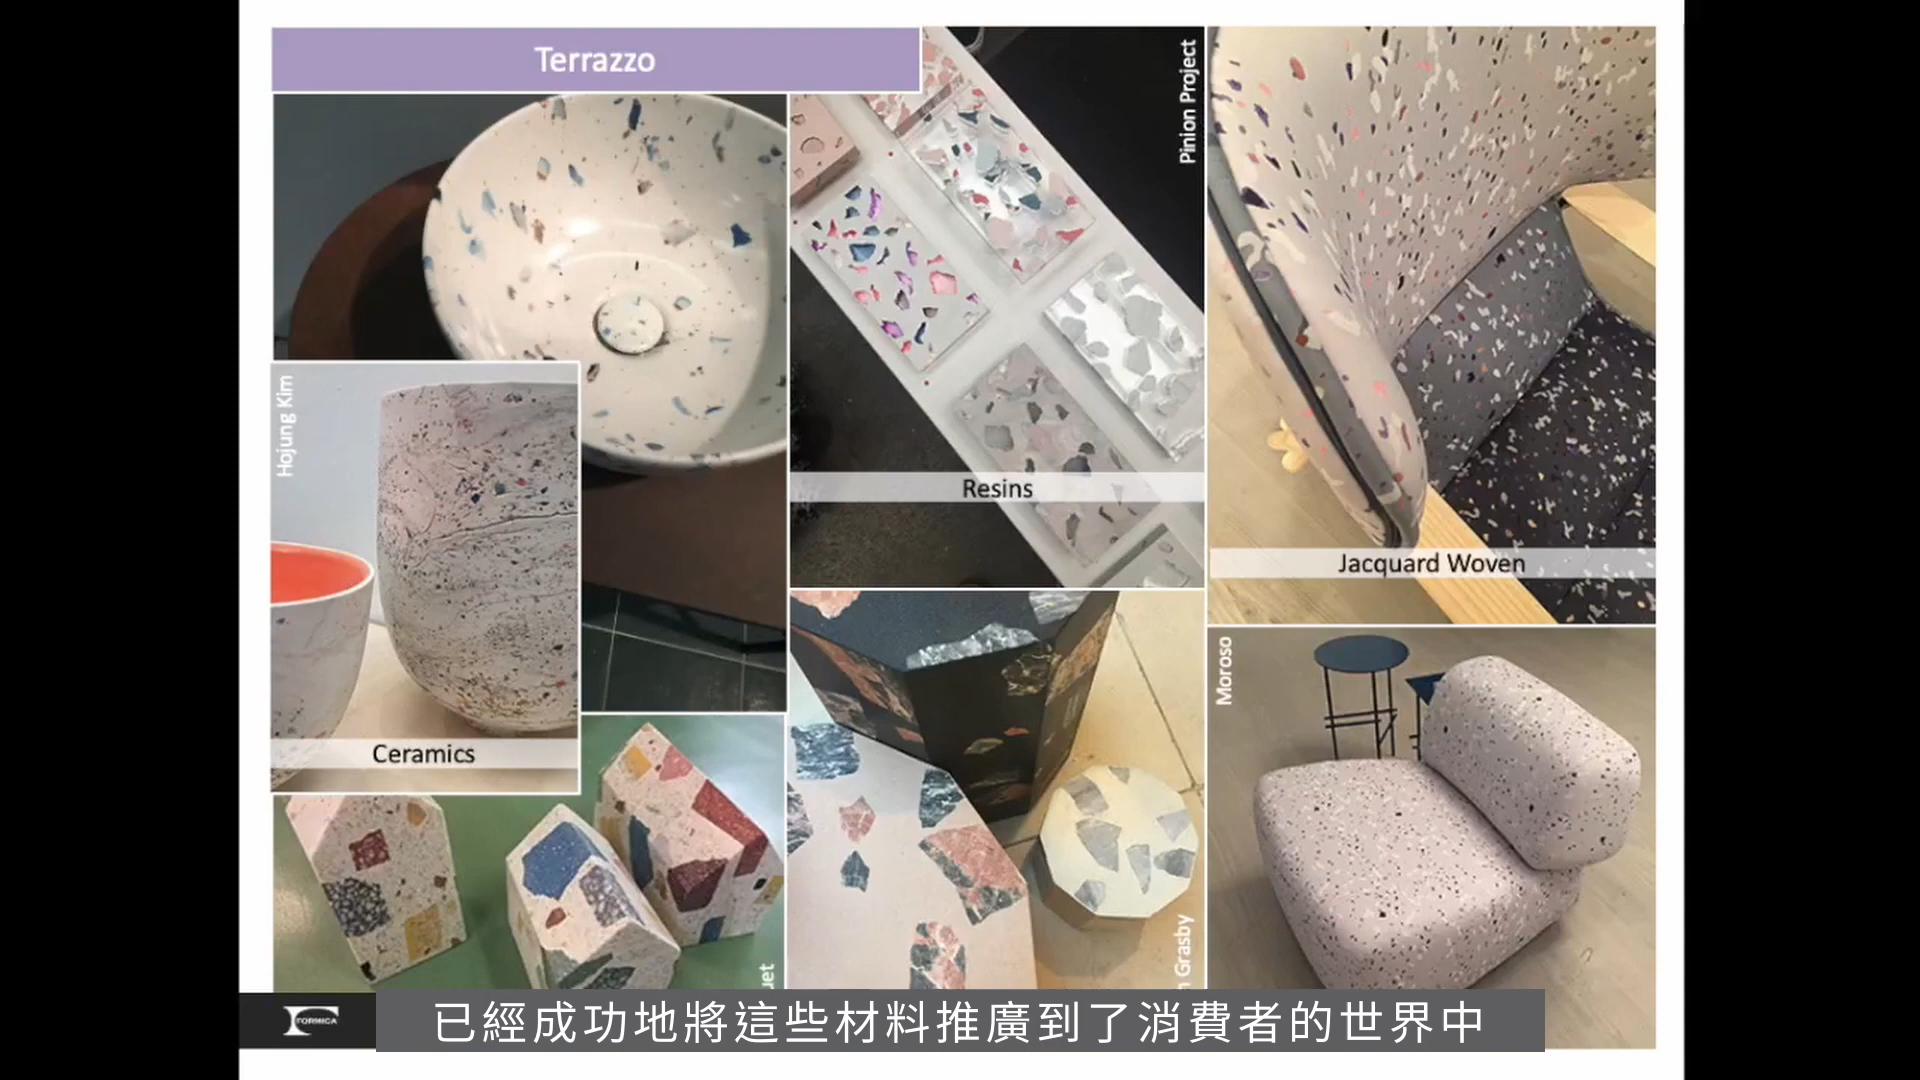 Terrazzo
Pinion Project
Hojung Kim
Resins
Jacquard Woven
Moroso
Ceramics
Grasby
FORMICA
已經成功地將這些材料推廣到了消費者的世界中